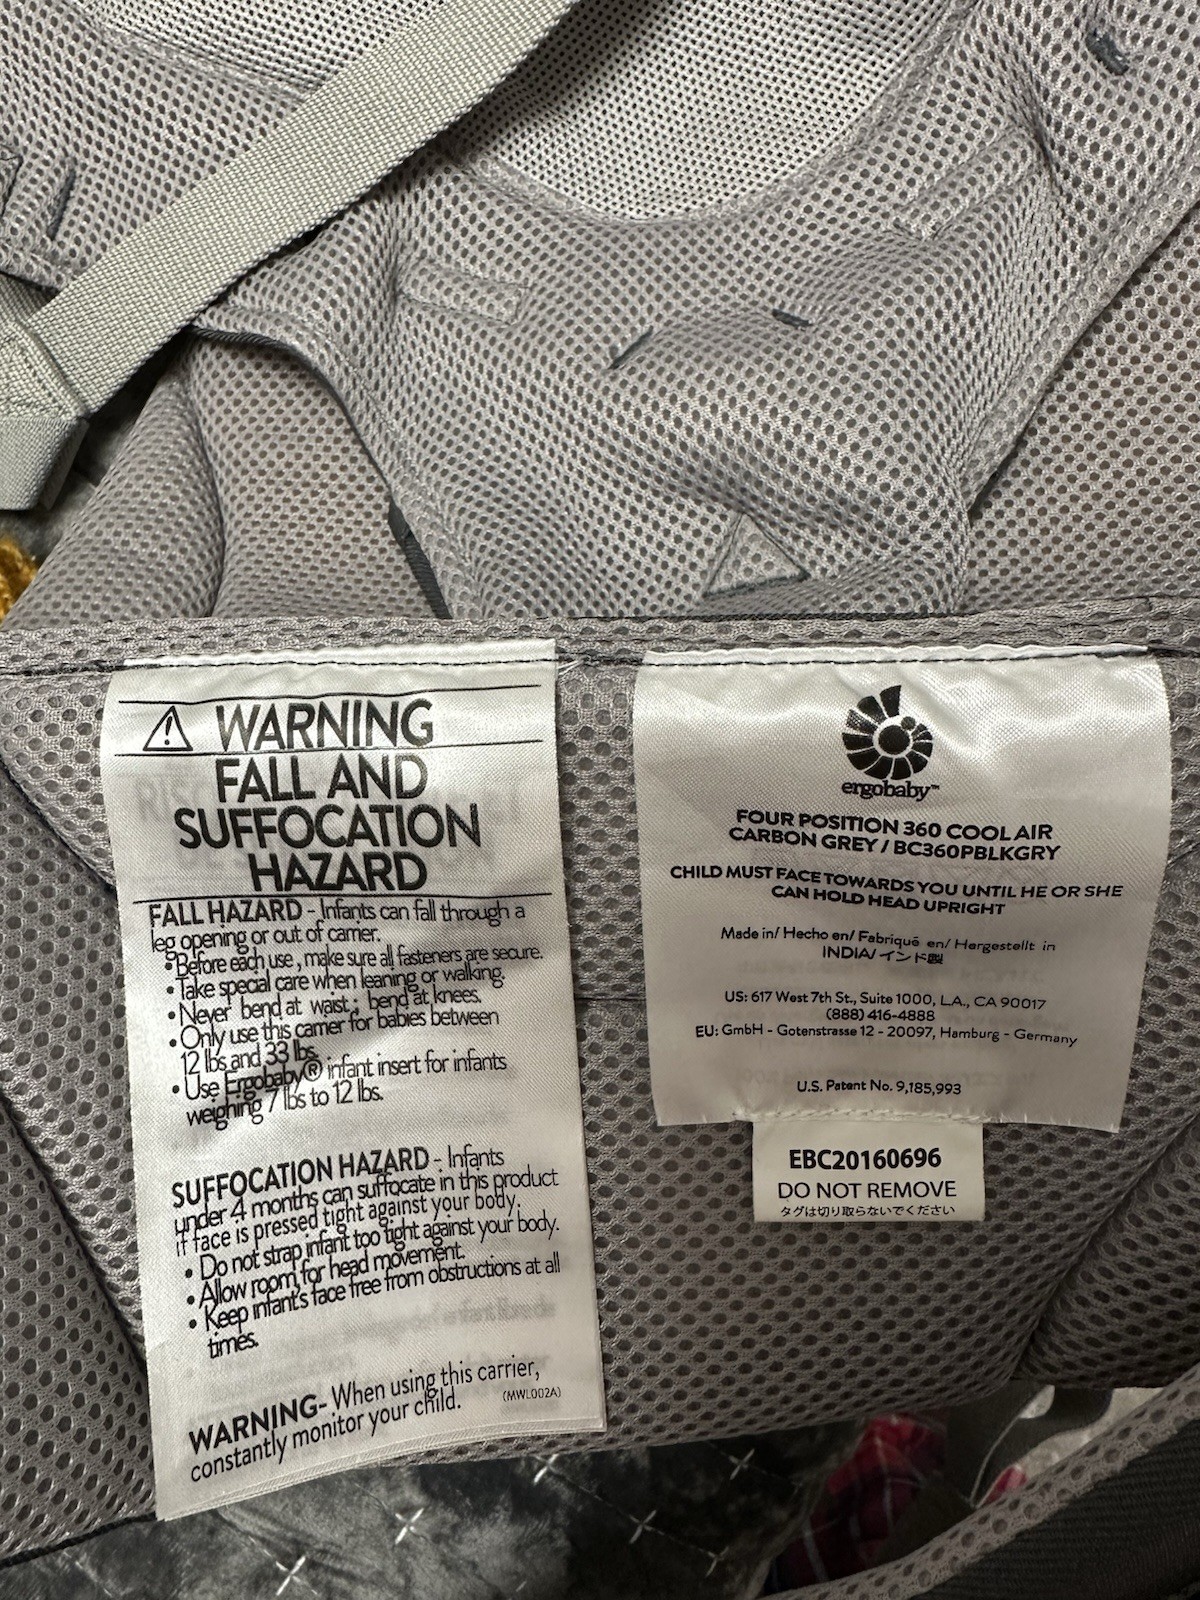 WARNING
FALL AND
SUFFOCATION
HAZARD
FALL HAZARD - Infants can fall through a
leg opening or out of carrier.
• Before each use, make sure all fasteners are secure.
• Take special care when leaning or walking.
• Never bend at waist; bend at knees.
• Only use this carrier for babies between
12 lbs and 33 lbs.
• Use Ergobaby® infant insert for infants
weighing 7 lbs to 12 lbs.
SUFFOCATION HAZARD - Infants
under 4 months can suffocate in this product
if face is pressed tight against your body.
• Do not strap infant too tight against your body.
• Allow room for head movement.
• Keep infant's face free from obstructions at all
times.
WARNING- When using this carrier,
constantly monitor your child.
(MWL002A)
ergobaby™
FOUR POSITION 360 COOL AIR
CARBON GREY / BC360PBLKGRY
CHILD MUST FACE TOWARDS YOU UNTIL HE OR SHE
CAN HOLD HEAD UPRIGHT
Made in/ Hecho en/ Fabriqué en/ Hergestellt in
INDIA/ インド製
US: 617 West 7th St., Suite 1000, L.A., CA 90017
(888) 416-4888
EU: GmbH - Gotenstrasse 12 - 20097, Hamburg - Germany
U.S. Patent No. 9,185,993
EBC20160696
DO NOT REMOVE
タグは切り取らないでください